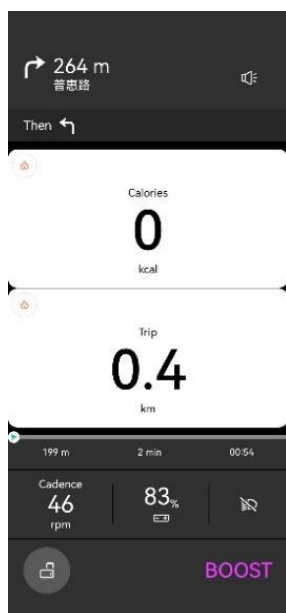 264 m
普惠路
Then
Calories
0
kcal
Trip
0.4
km
199 m 2 min 00:54
Cadence
46
rpm
83%
BOOST